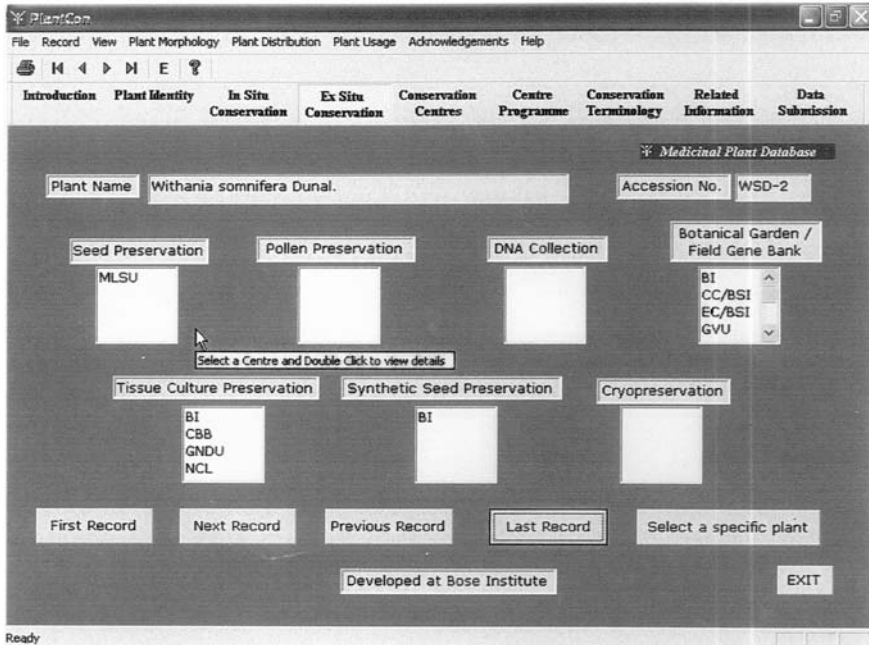 PlantCon
File Record View Plant Morphology Plant Distribution Plant Usage Acknowledgements Help
E ?
Introduction Plant Identity In Situ Conservation Ex Situ Conservation Conservation Centres Centre Programme Conservation Terminology Related Information Data Submission
Medicinal Plant Database
Plant Name Withania somnifera Dunal. Accession No. WSD-2
Seed Preservation Pollen Preservation DNA Collection Botanical Garden /
Field Gene Bank
MLSU
BI
CC/BSI
EC/BSI
GVU
Select a Centre and Double Click to view details
Tissue Culture Preservation Synthetic Seed Preservation Cryopreservation
BI
CBB
GNDU
NCL
BI
First Record Next Record Previous Record Last Record Select a specific plant
Developed at Bose Institute EXIT
Ready